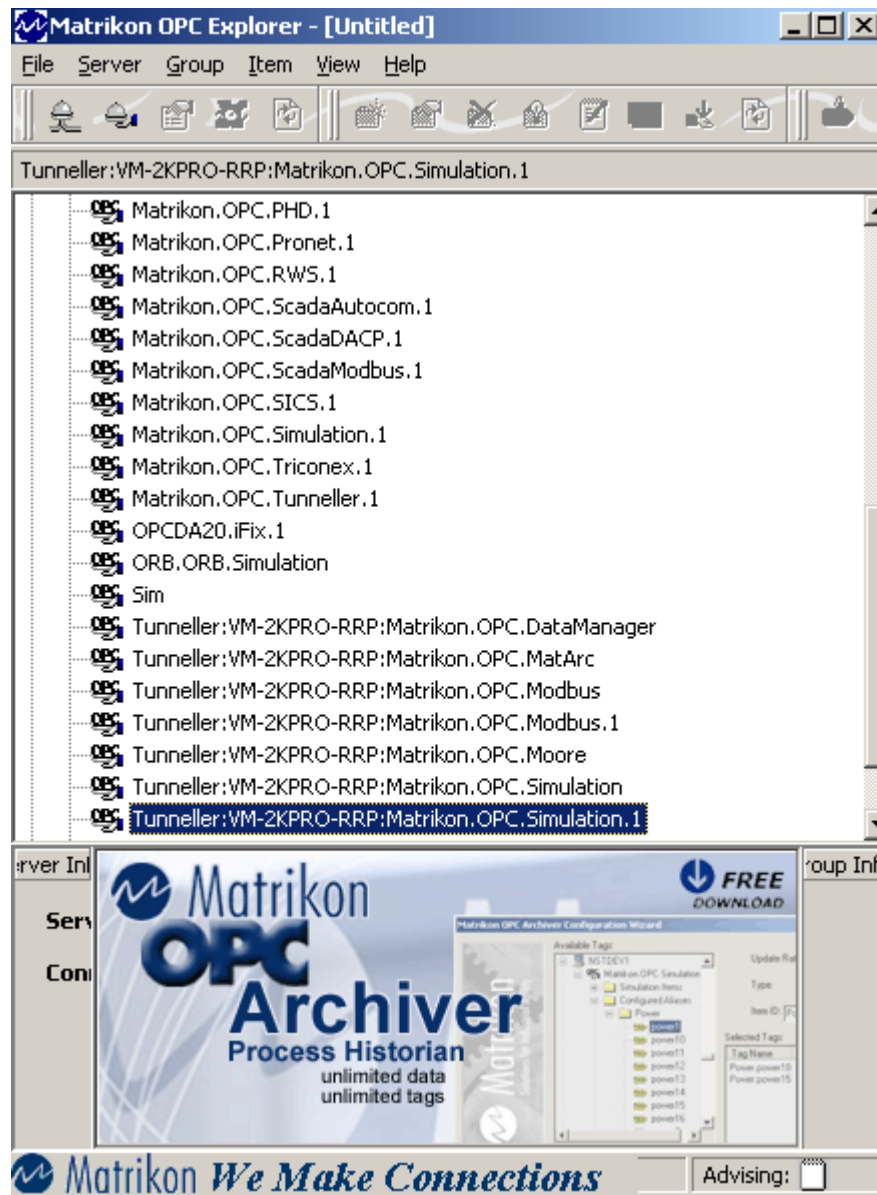 Matrikon OPC Explorer - [Untitled]
File Server Group Item View Help
Tunneller:VM-2KPRO-RRP:Matrikon.OPC.Simulation.1
Matrikon.OPC.PHD.1
Matrikon.OPC.Pronet.1
Matrikon.OPC.RWS.1
Matrikon.OPC.ScadaAutocom.1
Matrikon.OPC.ScadaDACP.1
Matrikon.OPC.ScadaModbus.1
Matrikon.OPC.SICS.1
Matrikon.OPC.Simulation.1
Matrikon.OPC.Triconex.1
Matrikon.OPC.Tunneller.1
OPCDA20.iFix.1
ORB.ORB.Simulation
Sim
Tunneller:VM-2KPRO-RRP:Matrikon.OPC.DataManager
Tunneller:VM-2KPRO-RRP:Matrikon.OPC.MatArc
Tunneller:VM-2KPRO-RRP:Matrikon.OPC.Modbus
Tunneller:VM-2KPRO-RRP:Matrikon.OPC.Modbus.1
Tunneller:VM-2KPRO-RRP:Matrikon.OPC.Moore
Tunneller:VM-2KPRO-RRP:Matrikon.OPC.Simulation
Tunneller:VM-2KPRO-RRP:Matrikon.OPC.Simulation.1
Matrikon
OPC
Archiver
Process Historian
unlimited data
unlimited tags
FREE
DOWNLOAD
Matrikon OPC Archiver Configuration Wizard
Available Tags:
NSTDEV1
Matrikon OPC Simulation
Simulation Items
Configured Aliases
Power
power1
power10
power11
power12
power13
power14
power15
power16
Type:
Item ID:
Selected Tags:
Tag Name
Power.power10
Power.power15
Matrikon We Make Connections
Advising: